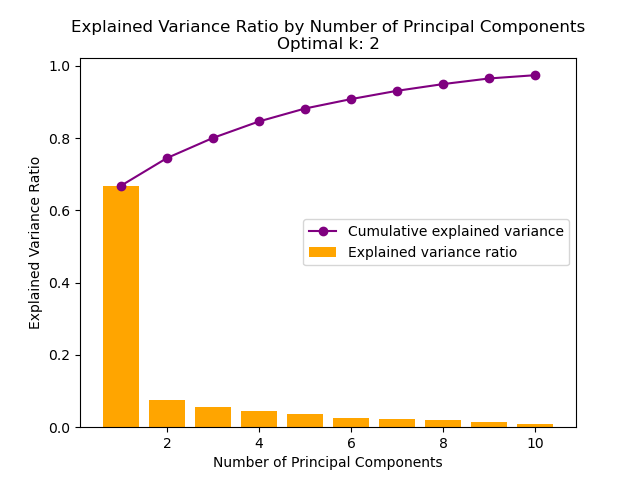 Explained Variance Ratio by Number of Principal Components
Optimal k: 2
1.0
0.8
0.6
0.4
0.2
0.0
Explained Variance Ratio
Cumulative explained variance
Explained variance ratio
2 4 6 8 10
Number of Principal Components